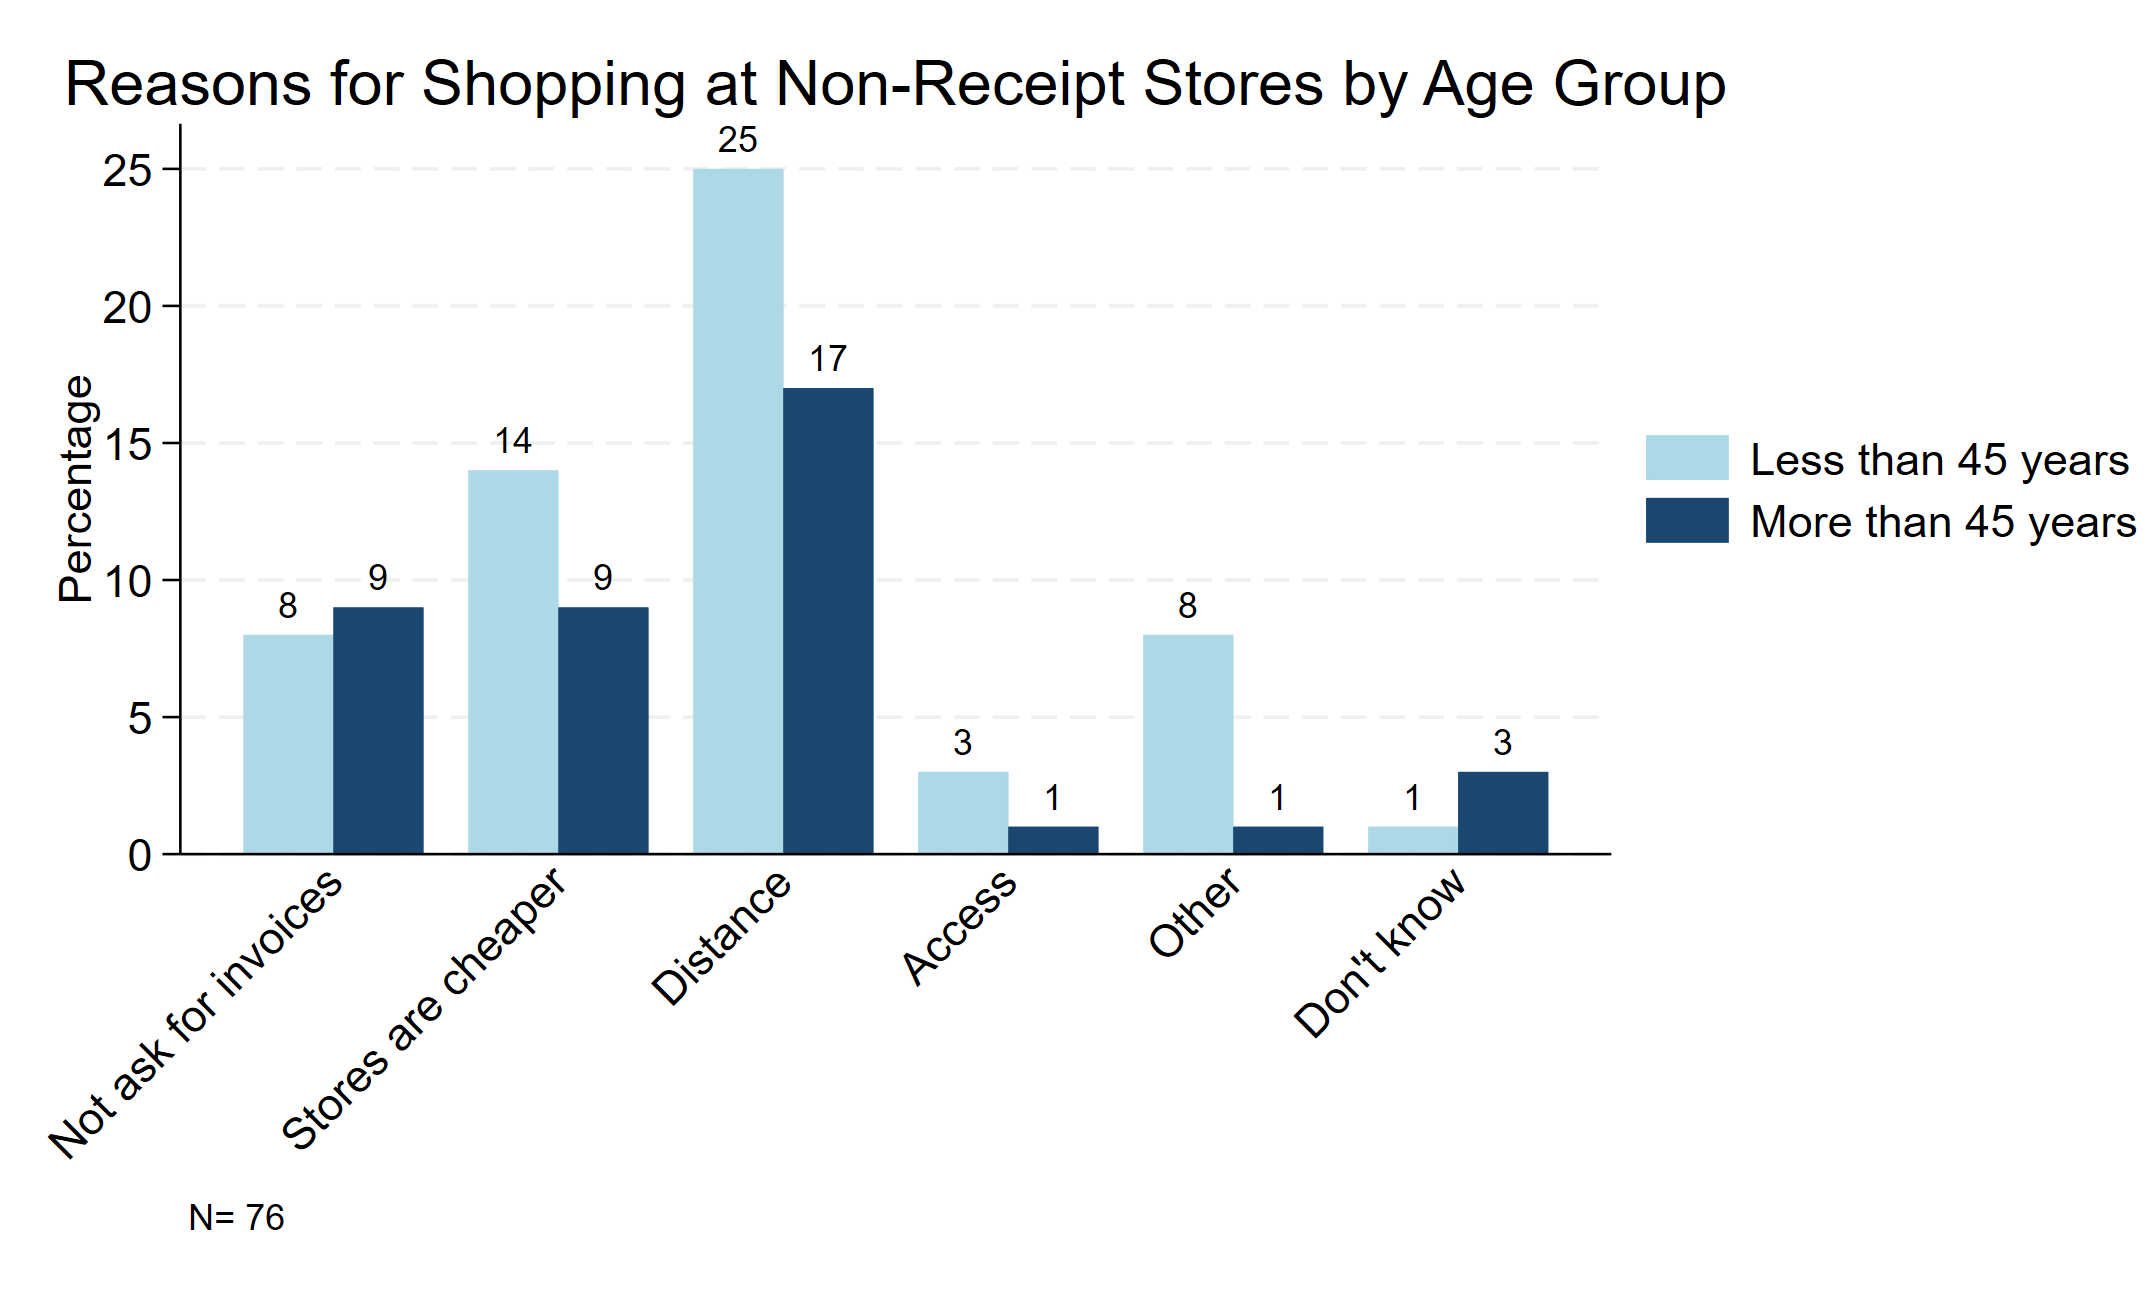 Reasons for Shopping at Non-Receipt Stores by Age Group
Percentage
25
20
15
10
5
0
8
9
14
9
25
17
3
1
8
1
1
3
Not ask for invoices
Stores are cheaper
Distance
Access
Other
Don't know
Less than 45 years
More than 45 years
N= 76